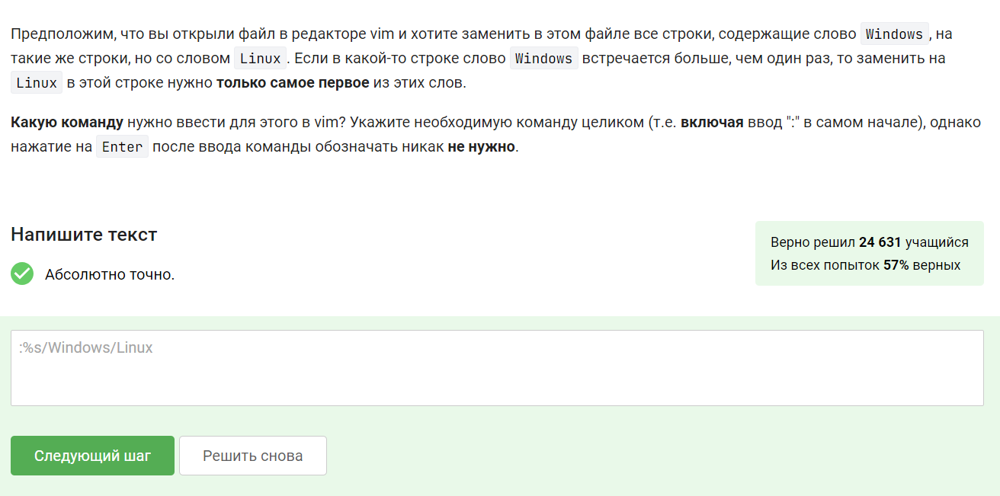 Предположим, что вы открыли файл в редакторе vim и хотите заменить в этом файле все строки, содержащие слово Windows, на
такие же строки, но со словом Linux. Если в какой-то строке слово Windows встречается больше, чем один раз, то заменить на
Linux в этой строке нужно только самое первое из этих слов.
Какую команду нужно ввести для этого в vim? Укажите необходимую команду целиком (т.е. включая ввод ":" в самом начале), однако
нажатие на Enter после ввода команды обозначать никак не нужно.
Напишите текст
Верно решил 24 631 учащийся
Из всех попыток 57% верных
Абсолютно точно.
:%s/Windows/Linux
Следующий шаг
Решить снова